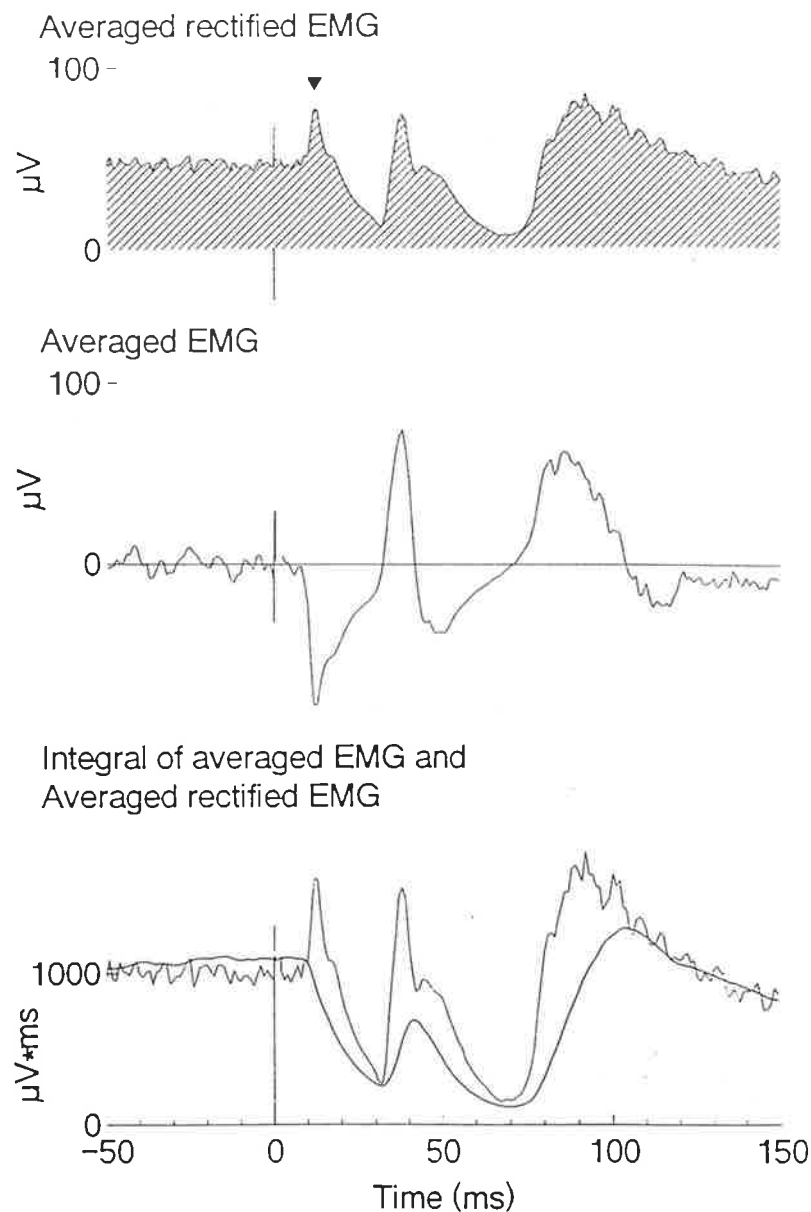 Averaged rectified EMG
100
µV
0
Averaged EMG
100
µV
0
Integral of averaged EMG and
Averaged rectified EMG
1000
µV*ms
0
-50 0 50 100 150
Time (ms)